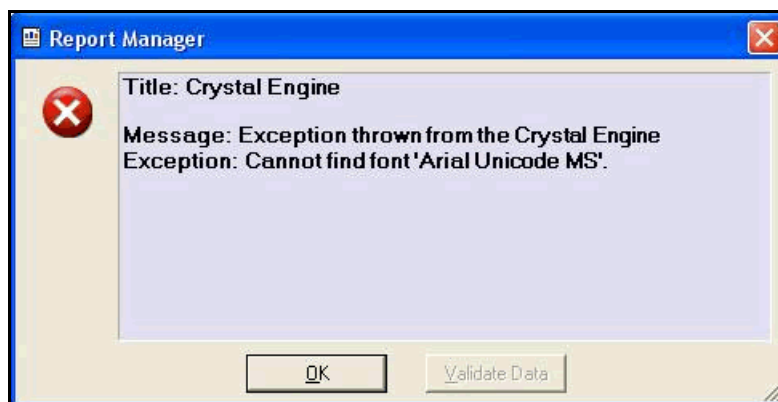 Report Manager
Title: Crystal Engine
Message: Exception thrown from the Crystal Engine
Exception: Cannot find font 'Arial Unicode MS'.
OK
Validate Data